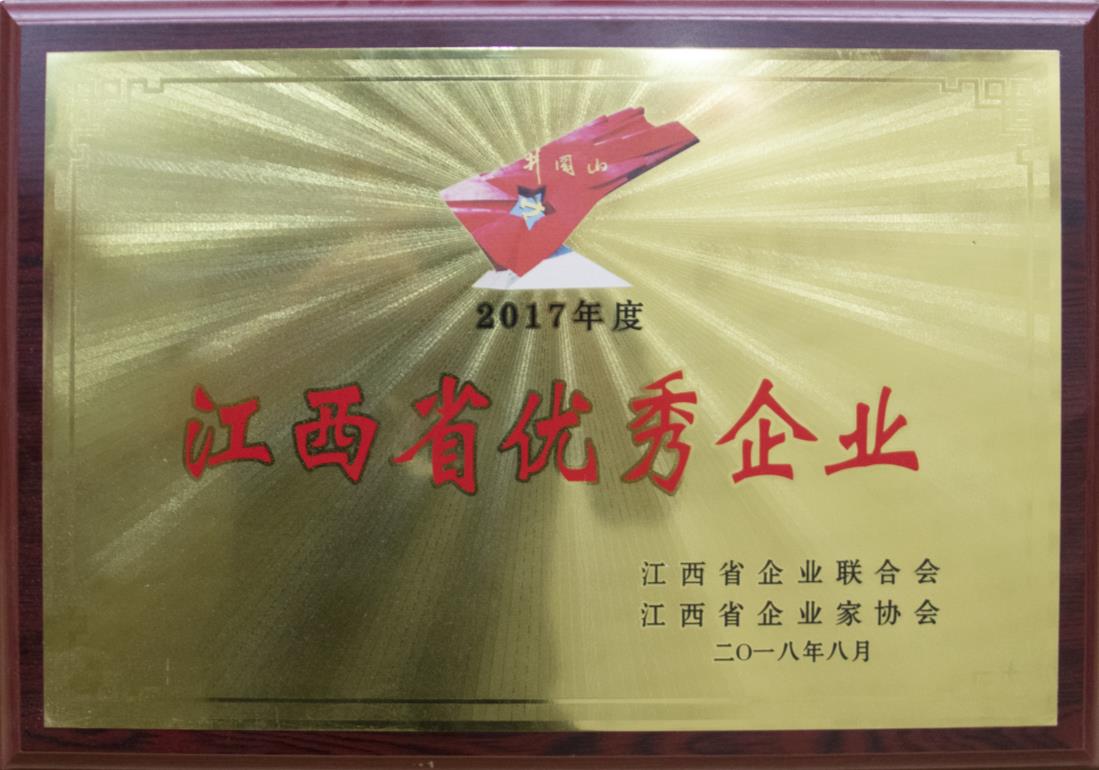 井冈山
2017年度
江西省优秀企业
江西省企业联合会
江西省企业家协会
二〇一八年八月